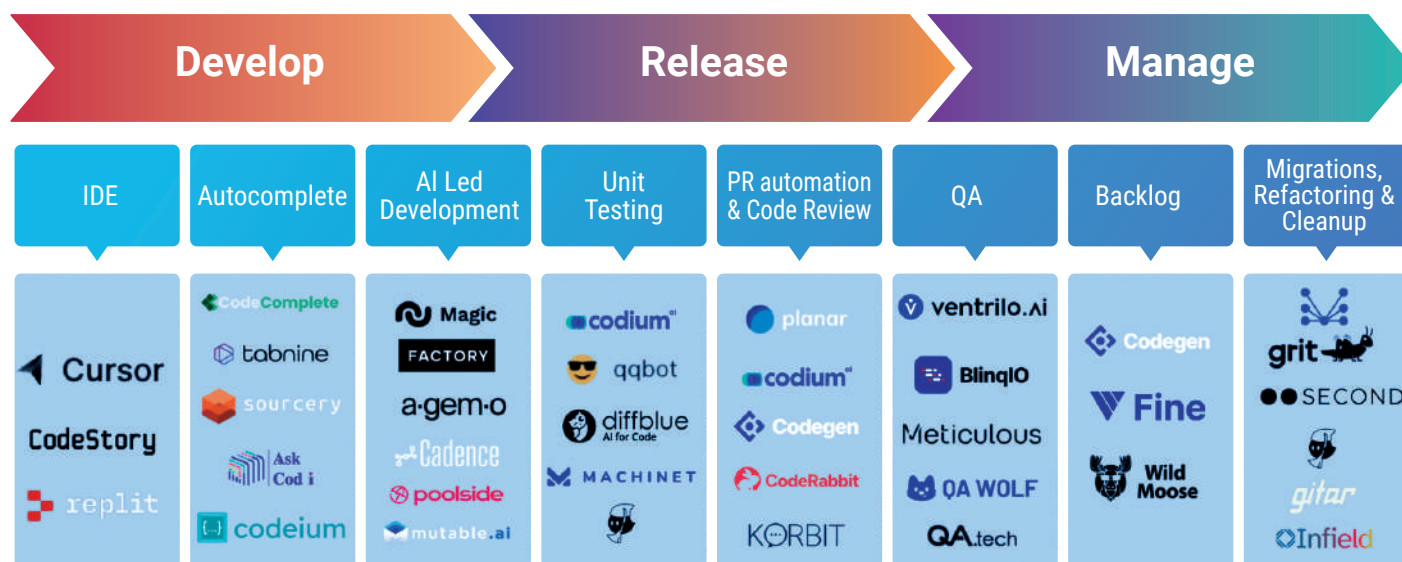 Develop
Release
Manage
IDE
Autocomplete
AI Led
Development
Unit
Testing
PR automation
& Code Review
QA
Backlog
Migrations,
Refactoring &
Cleanup
Cursor
CodeStory
replit
CodeComplete
tabnine
sourcery
Ask
Cod i
codeium
Magic
FACTORY
a·gem·o
Cadence
poolside
mutable.ai
codium ai
qqbot
diffblue
AI for Code
MACHINET
planar
codium ai
Codegen
CodeRabbit
KORBIT
ventrilo.ai
BlinqIO
Meticulous
QA WOLF
QA.tech
Codegen
Fine
Wild
Moose
grit
SECOND
gitar
Infield